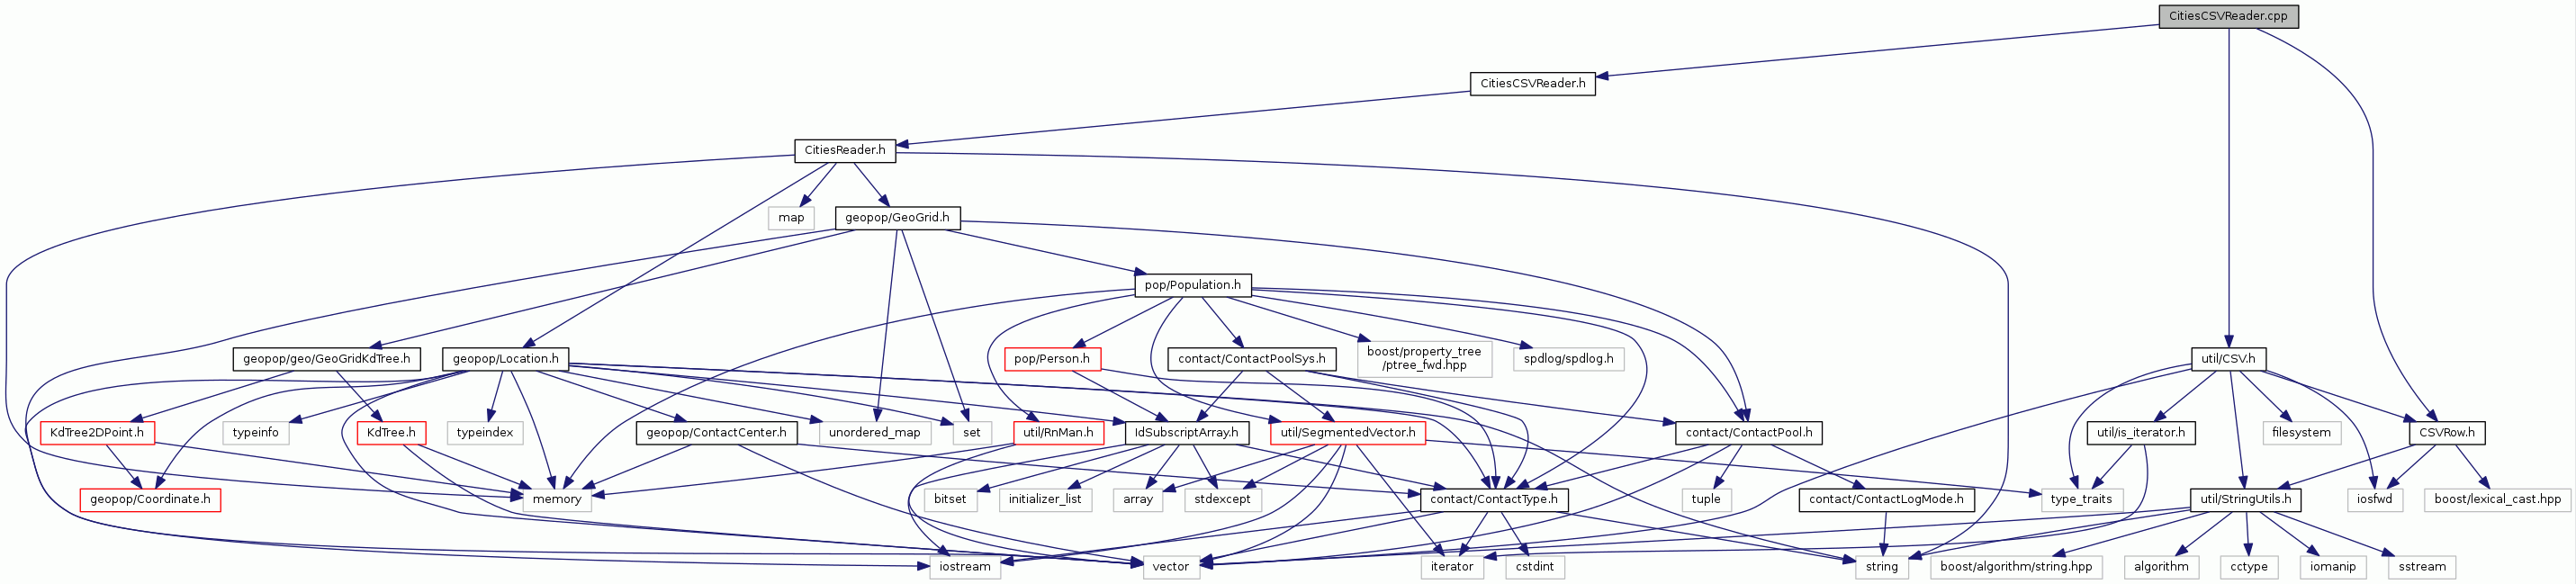 CitiesCSVReader.cpp
CitiesCSVReader.h
CitiesReader.h
map
geopop/GeoGrid.h
pop/Population.h
geopop/geo/GeoGridKdTree.h
geopop/Location.h
pop/Person.h
contact/ContactPoolSys.h
boost/property_tree
/ptree_fwd.hpp
spdlog/spdlog.h
util/CSV.h
KdTree2DPoint.h
typeinfo
KdTree.h
typeindex
geopop/ContactCenter.h
unordered_map
set
util/RnMan.h
IdSubscriptArray.h
util/SegmentedVector.h
contact/ContactPool.h
util/is_iterator.h
filesystem
CSVRow.h
geopop/Coordinate.h
memory
bitset
initializer_list
array
stdexcept
contact/ContactType.h
tuple
contact/ContactLogMode.h
type_traits
util/StringUtils.h
iosfwd
boost/lexical_cast.hpp
iostream
vector
iterator
cstdint
string
boost/algorithm/string.hpp
algorithm
cctype
iomanip
sstream